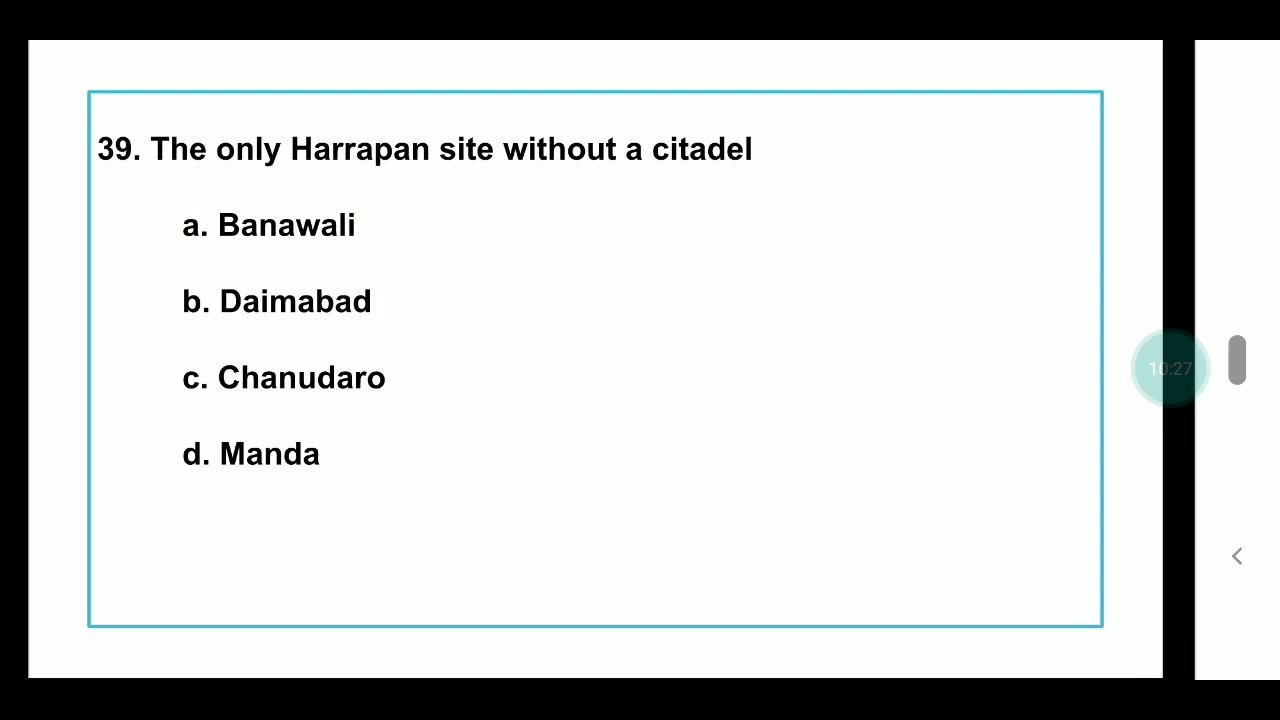 39. The only Harrapan site without a citadel
a. Banawali
b. Daimabad
c. Chanudaro
d. Manda
10:27